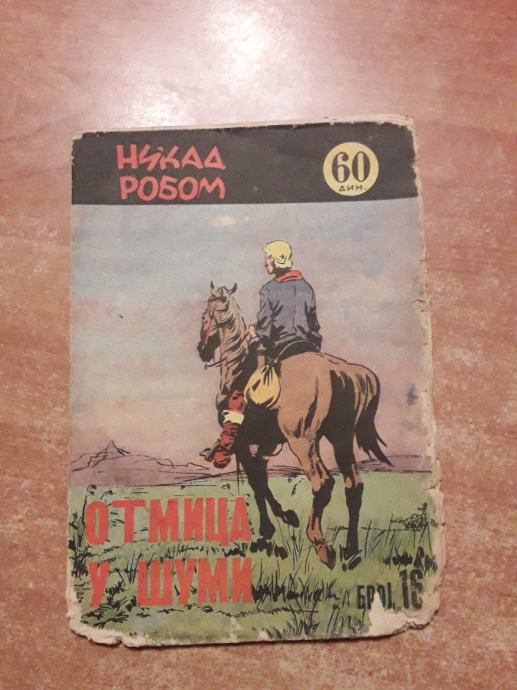 НИКАД
РОБОМ
60
ДИН.
ОТМИЦА
У ШУМИ
БРОЈ 16